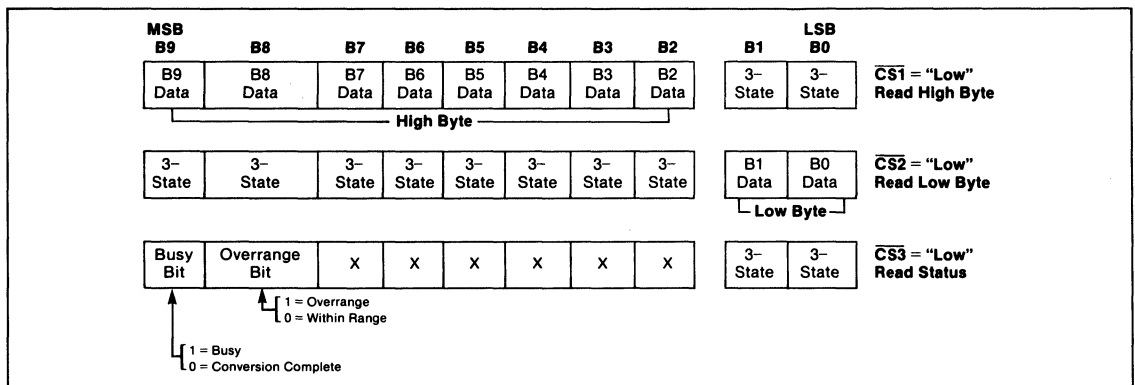 MSB LSB
B9 B8 B7 B6 B5 B4 B3 B2 B1 B0
B9 Data B8 Data B7 Data B6 Data B5 Data B4 Data B3 Data B2 Data 3– State 3– State
CS1 = “Low”
Read High Byte
High Byte
3– State 3– State 3– State 3– State 3– State 3– State 3– State 3– State B1 Data B0 Data
CS2 = “Low”
Read Low Byte
Low Byte
Busy Bit Overrange Bit X X X X X X 3– State 3– State
CS3 = “Low”
Read Status
1 = Overrange
0 = Within Range
1 = Busy
0 = Conversion Complete